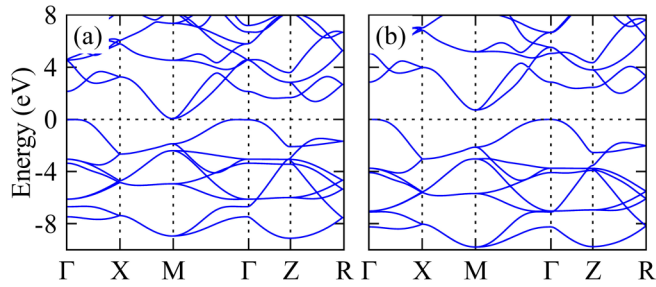 8
4
0
-4
-8
Energy (eV)
(a)
(b)
Γ X M Γ Z R
Γ X M Γ Z R